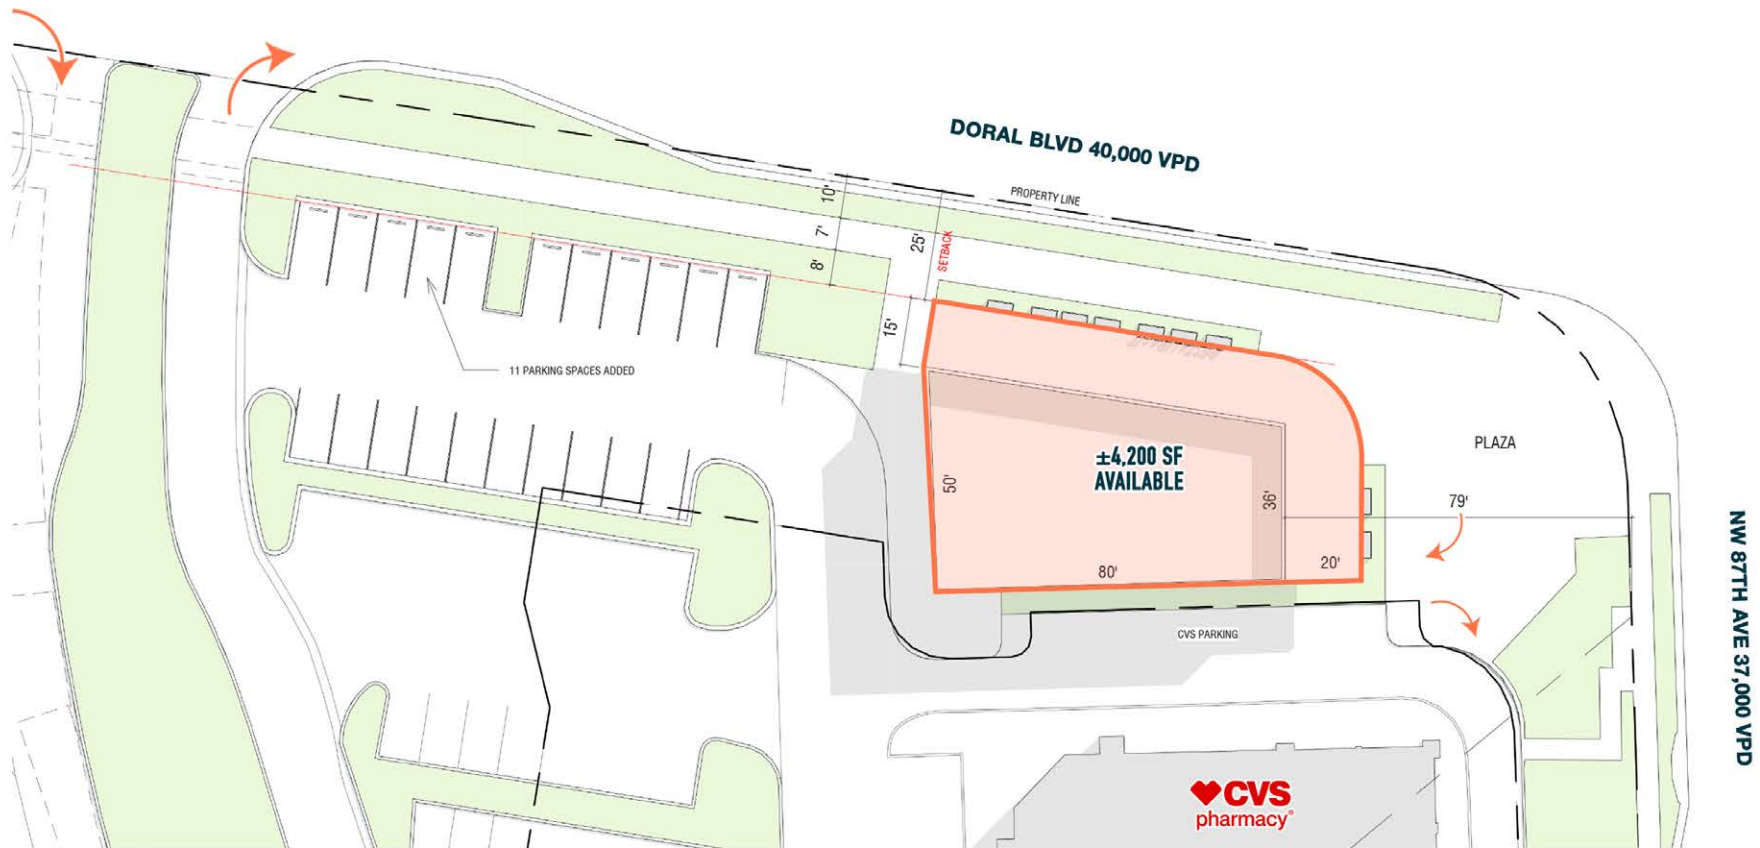 DORAL BLVD 40,000 VPD
PROPERTY LINE
10'
7'
8'
25'
SETBACK
15'
11 PARKING SPACES ADDED
±4,200 SF
AVAILABLE
PLAZA
50'
36'
79'
80'
20'
CVS PARKING
NW 87TH AVE 37,000 VPD
CVS
pharmacy®